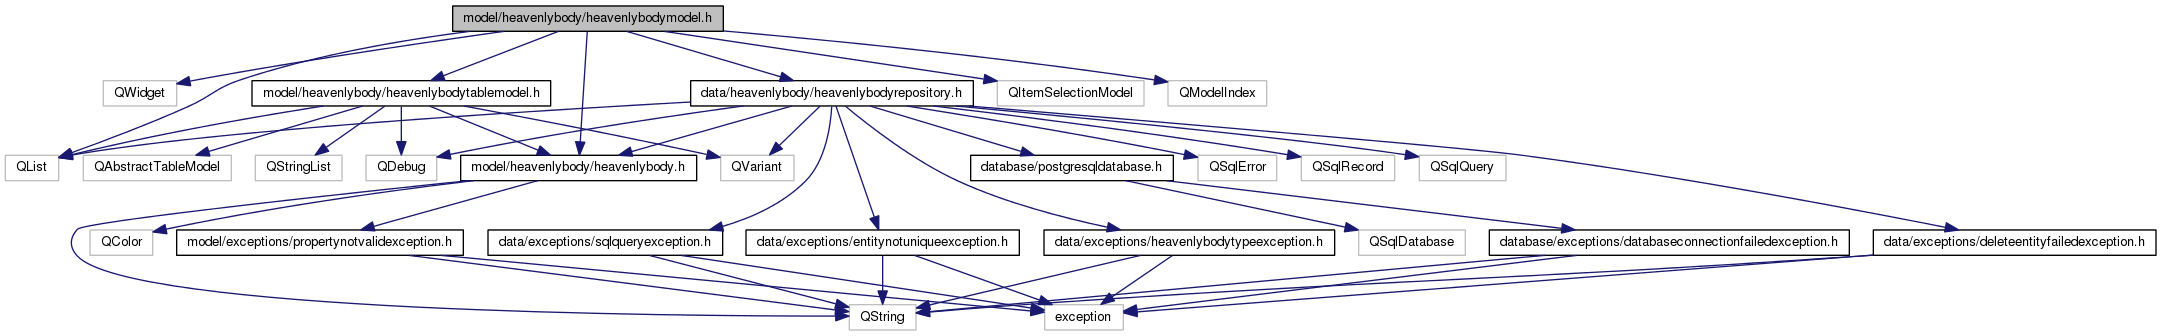 model/heavenlybody/heavenlybodymodel.h
QWidget
model/heavenlybody/heavenlybodytablemodel.h
data/heavenlybody/heavenlybodyrepository.h
QItemSelectionModel
QModelIndex
QList
QAbstractTableModel
QStringList
QDebug
model/heavenlybody/heavenlybody.h
QVariant
database/postgresqldatabase.h
QSqlError
QSqlRecord
QSqlQuery
QColor
model/exceptions/propertynotvalidexception.h
data/exceptions/sqlqueryexception.h
data/exceptions/entitynotuniqueexception.h
data/exceptions/heavenlybodytypeexception.h
QSqlDatabase
database/exceptions/databaseconnectionfailedexception.h
data/exceptions/deleteentityfailedexception.h
QString
exception